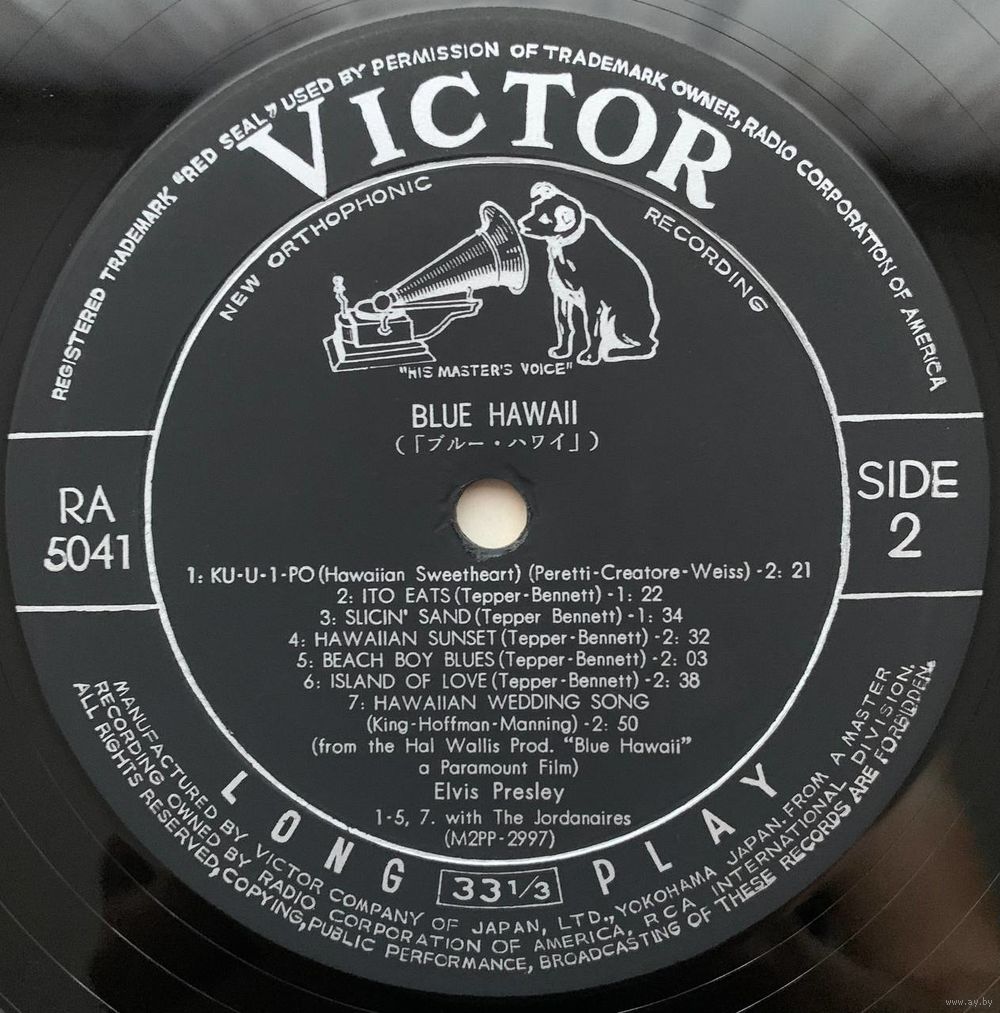 REGISTERED TRADEMARK "RED SEAL," USED BY PERMISSION OF TRADEMARK OWNER, RADIO CORPORATION OF AMERICA
VICTOR
NEW ORTHOPHONIC RECORDING
"HIS MASTER'S VOICE"
BLUE HAWAII
(「ブルー・ハワイ」)
RA
5041
SIDE
2
1: KU-U-1-PO (Hawaiian Sweetheart) (Peretti-Creatore-Weiss) - 2: 21
2: ITO EATS (Tepper-Bennett) - 1: 22
3: SLICIN' SAND (Tepper Bennett) - 1: 34
4: HAWAIIAN SUNSET (Tepper-Bennett) - 2: 32
5: BEACH BOY BLUES (Tepper-Bennett) - 2: 03
6: ISLAND OF LOVE (Tepper-Bennett) - 2: 38
7: HAWAIIAN WEDDING SONG
(King-Hoffman-Manning) - 2: 50
(from the Hal Wallis Prod. "Blue Hawaii"
a Paramount Film)
Elvis Presley
1-5, 7. with The Jordanaires
(M2PP-2997)
LONG 33 1/3 PLAY
MANUFACTURED BY VICTOR COMPANY OF JAPAN, LTD., YOKOHAMA JAPAN. FROM A MASTER
RECORDING OWNED BY RADIO CORPORATION OF AMERICA, RCA INTERNATIONAL DIVISION.
ALL RIGHTS RESERVED, COPYING, PUBLIC PERFORMANCE, BROADCASTING OF THESE RECORDS ARE FORBIDDEN.
www.ay.by